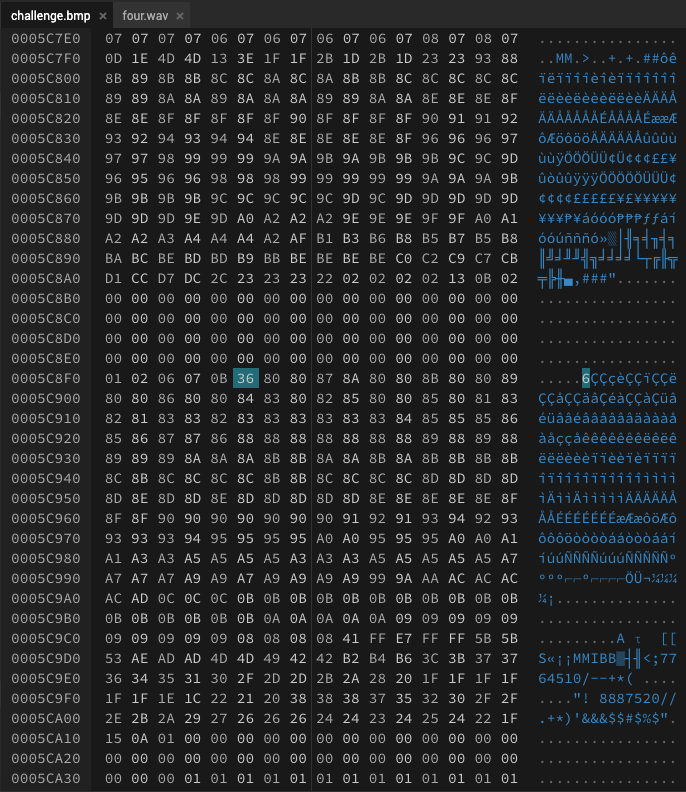 challenge.bmp × four.wav ×
0005C7E0 07 07 07 07 06 07 06 07 06 07 06 07 08 07 08 07 ................
0005C7F0 0D 1E 4D 4D 13 3E 1F 1F 2B 1D 2B 1D 23 23 93 88 ..MM.>..+.+.##ôê
0005C800 8B 89 8B 8B 8C 8C 8A 8C 8A 8B 8B 8C 8C 8C 8C 8C ïëïïîîèîèïïîîîîî
0005C810 89 89 8A 8A 89 8A 8A 8A 89 89 8A 8A 8E 8E 8E 8F ëëèèëèèèëëèèÄÄÄÅ
0005C820 8E 8E 8F 8F 8F 8F 8F 90 8F 8F 8F 8F 90 91 91 92 ÄÄÅÅÅÅÅÉÅÅÅÅÉææÆ
0005C830 93 92 94 93 94 94 8E 8E 8E 8E 8E 8F 96 96 96 97 ôÆöôööÄÄÄÄÄÅûûûù
0005C840 97 97 98 99 99 99 9A 9A 9B 9A 9B 9B 9B 9C 9C 9D ùùÿÖÖÖÜÜ¢Ü¢¢¢££¥
0005C850 96 95 96 96 98 98 99 99 99 99 99 99 9A 9A 9A 9B ûòûûÿÿÖÖÖÖÖÖÜÜÜ¢
0005C860 9B 9B 9B 9B 9C 9C 9C 9C 9C 9D 9C 9D 9D 9D 9D 9D ¢¢¢¢£££££¥£¥¥¥¥¥
0005C870 9D 9D 9D 9E 9D A0 A2 A2 A2 9E 9E 9E 9F 9F A0 A1 ¥¥¥₧¥áóóó₧₧₧ƒƒáí
0005C880 A2 A2 A3 A4 A4 A4 A2 AF B1 B3 B6 B8 B5 B7 B5 B8 óóúñññó»▒│╢╕╡╖╡╕
0005C890 BA BC BE BD BD B9 BB BE BE BE BE C0 C2 C9 C7 CB ║╝╛╜╜╣╗╛╛╛╛└┬╔╟╦
0005C8A0 D1 CC D7 DC 2C 23 23 23 22 02 02 02 02 13 0B 02 ╤╠╫▄,###".......
0005C8B0 00 00 00 00 00 00 00 00 00 00 00 00 00 00 00 00 ................
0005C8C0 00 00 00 00 00 00 00 00 00 00 00 00 00 00 00 00 ................
0005C8D0 00 00 00 00 00 00 00 00 00 00 00 00 00 00 00 00 ................
0005C8E0 00 00 00 00 00 00 00 00 00 00 00 00 00 00 00 00 ................
0005C8F0 01 02 06 07 0B 36 80 80 87 8A 80 80 8B 80 80 89 .....6ÇÇçèÇÇïÇÇë
0005C900 80 80 86 80 80 84 83 80 82 85 80 80 85 80 81 83 ÇÇåÇÇäâÇéàÇÇàÇüâ
0005C910 82 81 83 82 83 82 83 83 83 83 83 84 85 85 85 86 éüâéâéâââââäàààå
0005C920 85 86 87 87 86 88 88 88 88 88 88 88 89 88 89 88 àåççåêêêêêêêëêëê
0005C930 89 89 89 8A 8A 8A 8B 8B 8A 8A 8B 8A 8B 8B 8B 8B ëëëèèèïïèèïèïïïï
0005C940 8C 8B 8C 8C 8C 8C 8B 8B 8C 8C 8C 8C 8D 8D 8D 8D îïîîîîïïîîîîìììì
0005C950 8D 8E 8D 8D 8E 8D 8D 8D 8D 8D 8E 8E 8E 8E 8E 8F ìÄììÄìììììÄÄÄÄÄÅ
0005C960 8F 8F 90 90 90 90 90 90 90 91 92 91 93 94 92 93 ÅÅÉÉÉÉÉÉÉæÆæôöÆô
0005C970 93 93 93 94 95 95 95 95 A0 A0 95 95 95 A0 A0 A1 ôôôöòòòòááòòòááí
0005C980 A1 A3 A3 A5 A5 A5 A5 A3 A3 A3 A5 A5 A5 A5 A5 A7 íúúÑÑÑÑúúúÑÑÑÑÑº
0005C990 A7 A7 A7 A9 A9 A7 A9 A9 A9 A9 99 9A AA AC AC AC ººº⌐⌐º⌐⌐⌐⌐ÖÜ¬¼¼¼
0005C9A0 AC AD 0C 0C 0C 0B 0B 0B 0B 0B 0B 0B 0B 0B 0B 0B ¼¡..............
0005C9B0 0B 0B 0B 0B 0B 0A 0A 0A 0A 0A 0A 09 09 09 09 09 ................
0005C9C0 09 09 09 09 09 08 08 08 08 41 FF E7 FF FF 5B 5B .........A τ  [[
0005C9D0 53 AE AD AD 4D 4D 49 42 42 B2 B4 B6 3C 3B 37 37 S«¡¡MMIBB▓┤╢<;77
0005C9E0 36 34 35 31 30 2F 2D 2D 2B 2A 28 20 1F 1F 1F 1F 64510/--+*( ....
0005C9F0 1F 1F 1F 1E 1C 22 21 20 38 38 38 37 35 32 30 2F 2F ...."! 8887520//
0005CA00 2E 2B 2A 29 27 26 26 26 24 24 23 24 25 24 22 1F .+*)'&&&$$#$%$".
0005CA10 15 0A 01 00 00 00 00 00 00 00 00 00 00 00 00 00 ................
0005CA20 00 00 00 00 00 00 00 00 00 00 00 00 00 00 00 00 ................
0005CA30 00 00 00 01 01 01 01 01 01 01 01 01 01 01 01 01 ................